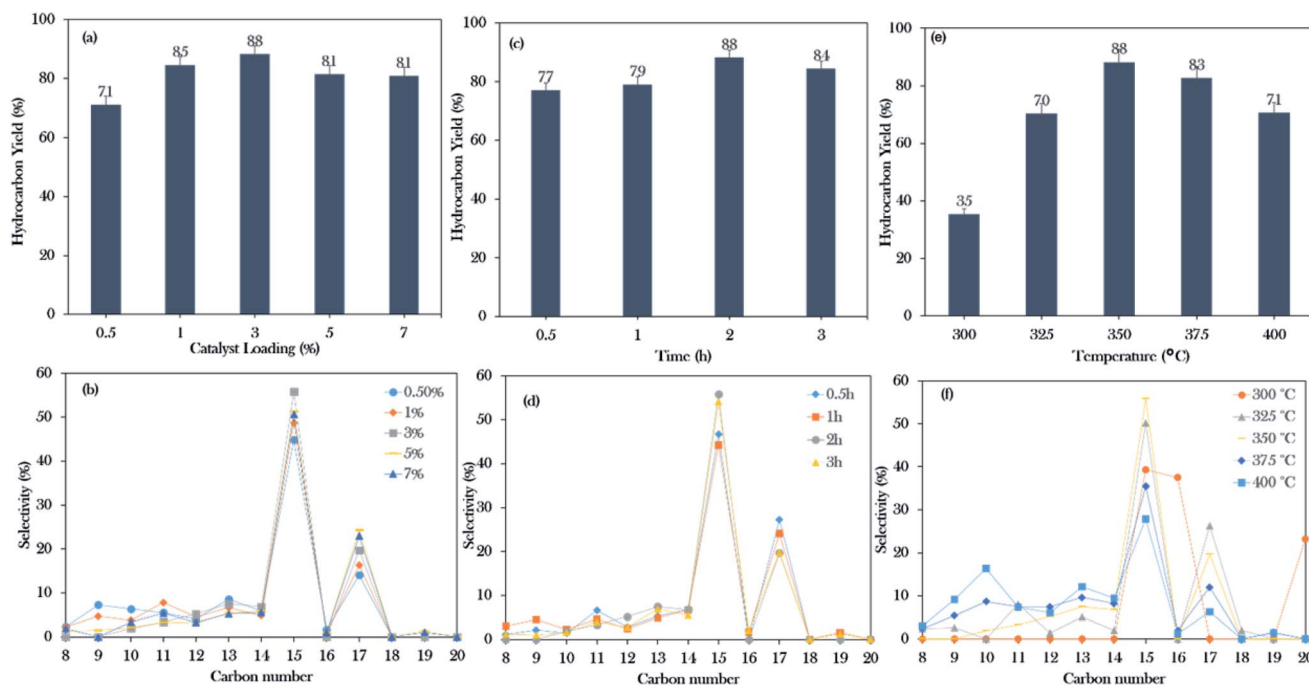 (a)
100
80
60
40
20
0
Hydrocarbon Yield (%)
71
85
88
81
81
0.5 1 3 5 7
Catalyst Loading (%)
(c)
100
80
60
40
20
0
Hydrocarbon Yield (%)
77
79
88
84
0.5 1 2 3
Time (h)
(e)
100
80
60
40
20
0
Hydrocarbon Yield (%)
35
70
88
83
71
300 325 350 375 400
Temperature (°C)
(b)
60
50
40
30
20
10
0
Selectivity (%)
0.50%
1%
3%
5%
7%
8 9 10 11 12 13 14 15 16 17 18 19 20
Carbon number
(d)
60
50
40
30
20
10
0
Selectivity (%)
0.5h
1h
2h
3h
8 9 10 11 12 13 14 15 16 17 18 19 20
Carbon number
(f)
60
50
40
30
20
10
0
Selectivity (%)
300 °C
325 °C
350 °C
375 °C
400 °C
8 9 10 11 12 13 14 15 16 17 18 19 20
Carbon number